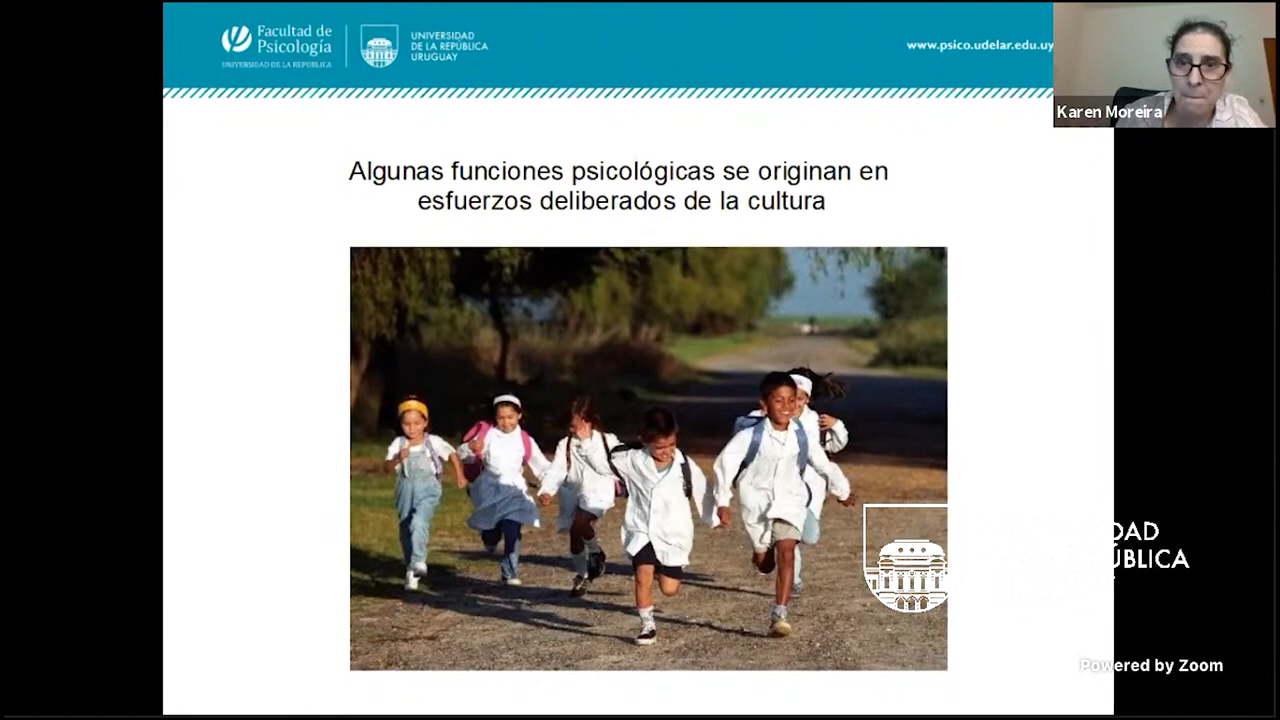 Facultad de
Psicología
UNIVERSIDAD DE LA REPÚBLICA
UNIVERSIDAD
DE LA REPÚBLICA
URUGUAY
www.psico.udelar.edu.uy
Karen Moreira
Algunas funciones psicológicas se originan en
esfuerzos deliberados de la cultura
DAD
ÚBLICA
Powered by Zoom